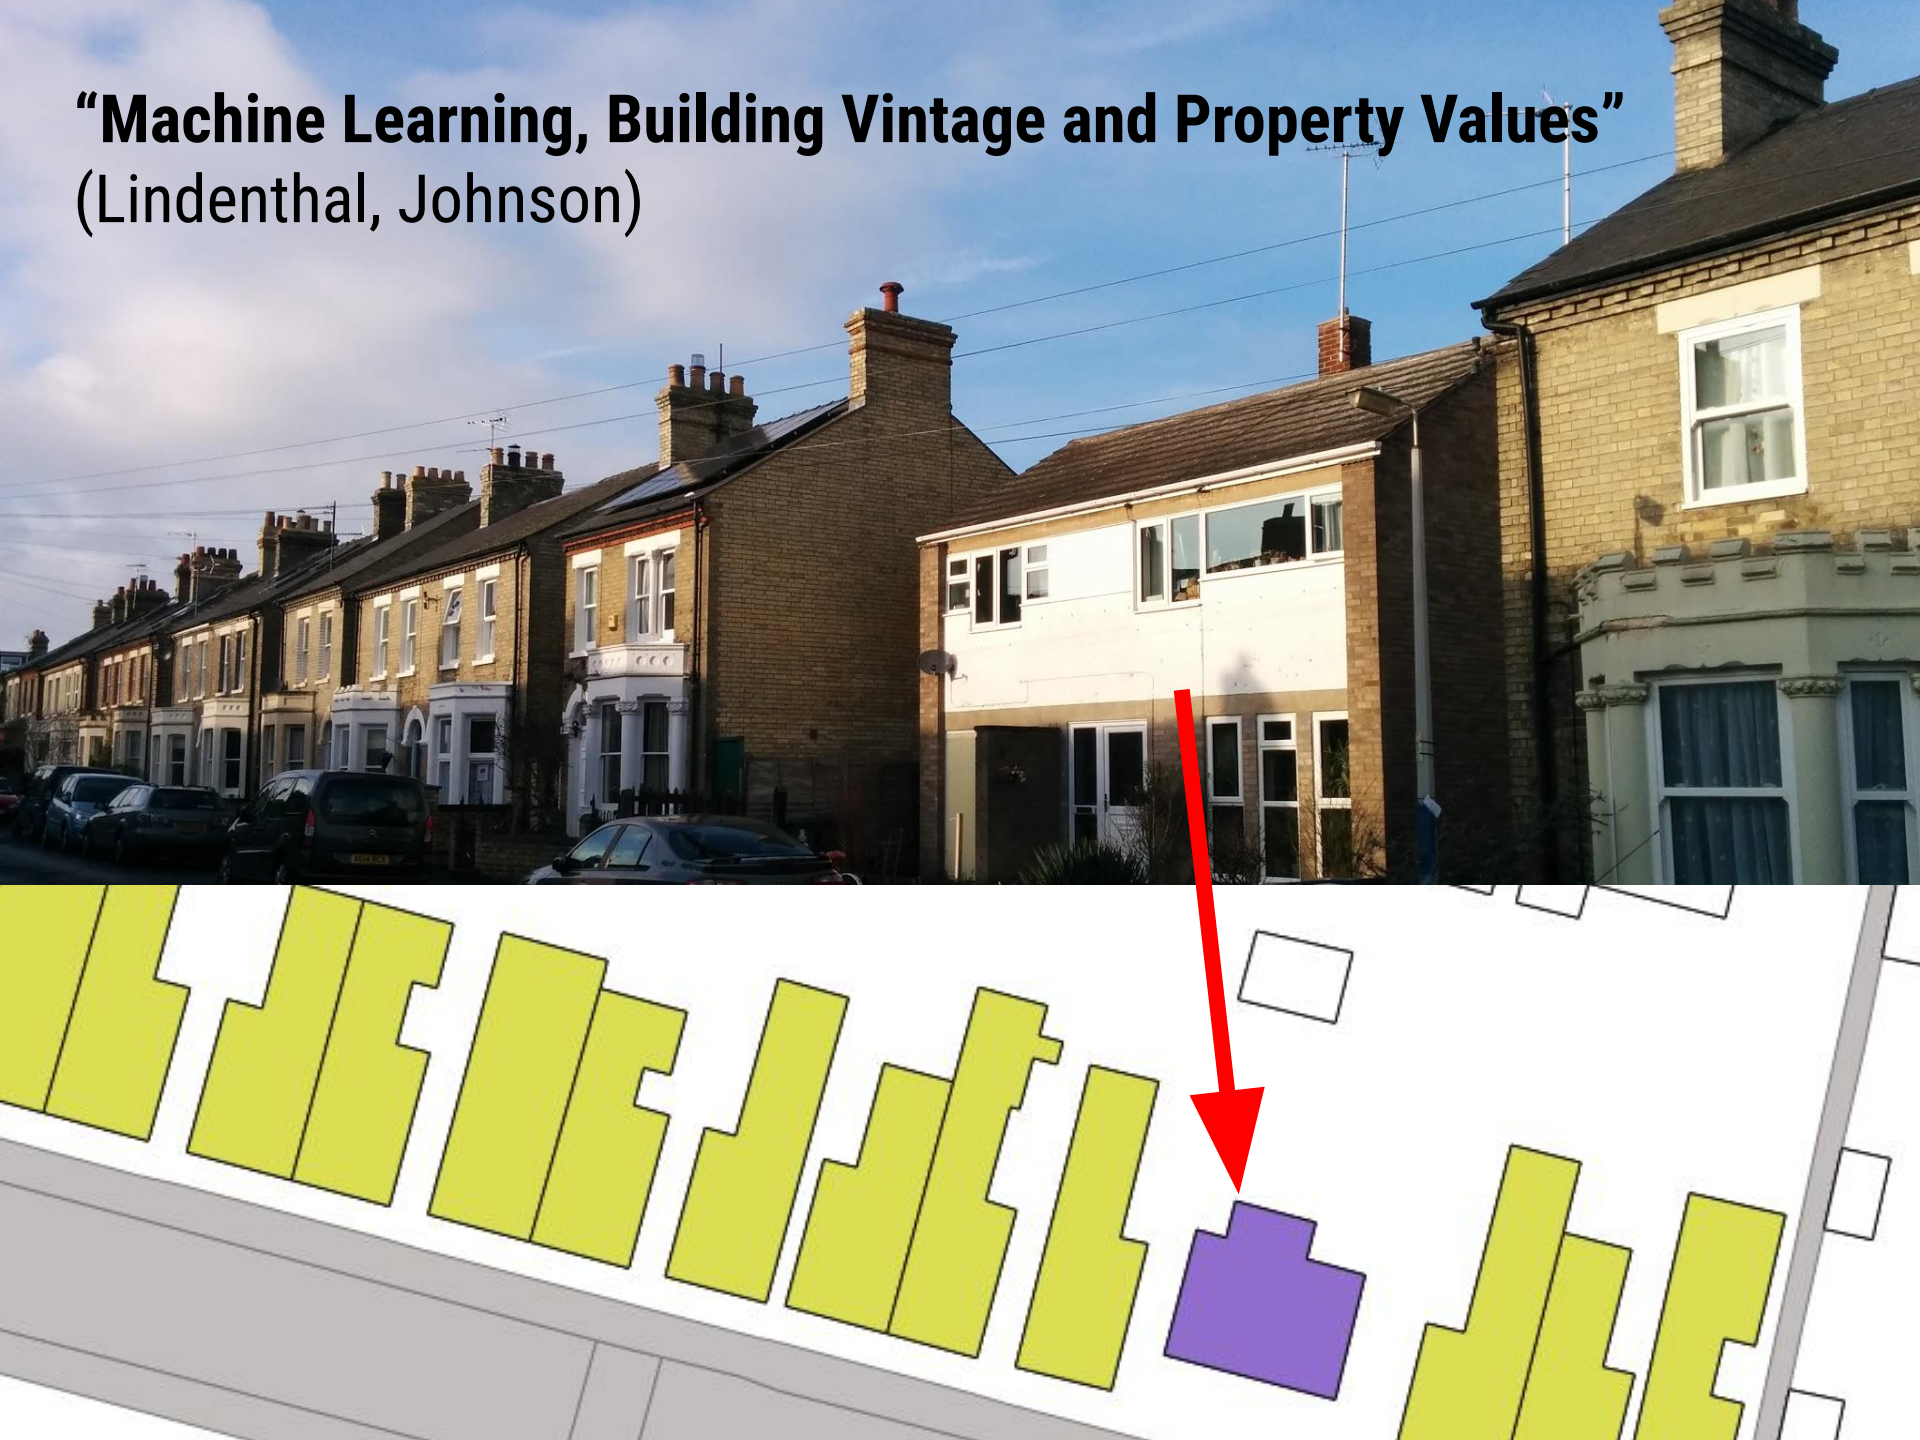 “Machine Learning, Building Vintage and Property Values”
(Lindenthal, Johnson)